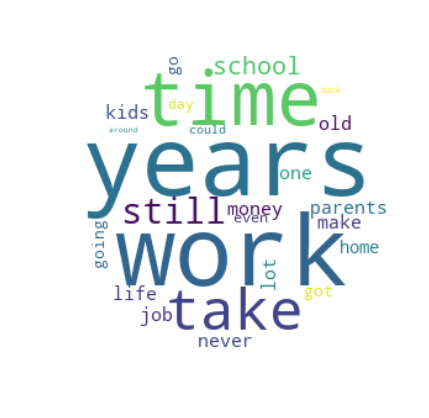 go
school
time
back
kids
day
around
could
old
years
one
still
money
even
parents
make
going
work
lot
home
life
take
got
job
never